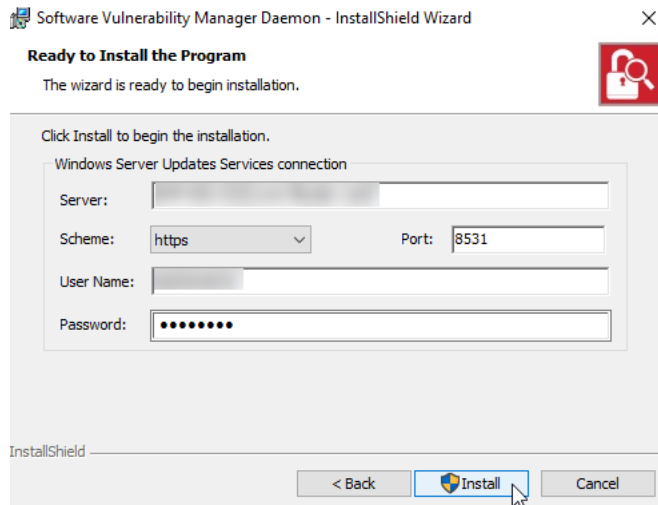 Software Vulnerability Manager Daemon - InstallShield Wizard
Ready to Install the Program
The wizard is ready to begin installation.
Click Install to begin the installation.
Windows Server Updates Services connection
Server:
Scheme: https Port: 8531
User Name:
Password: ••••••••
InstallShield
< Back Install Cancel